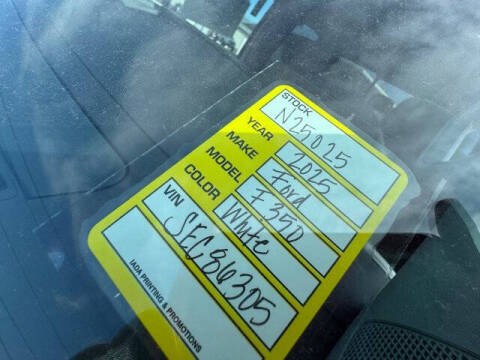 STOCK N25025
YEAR 2025
MAKE Ford
MODEL F350
COLOR White
VIN SEC86305
IADA PRINTING & PROMOTIONS